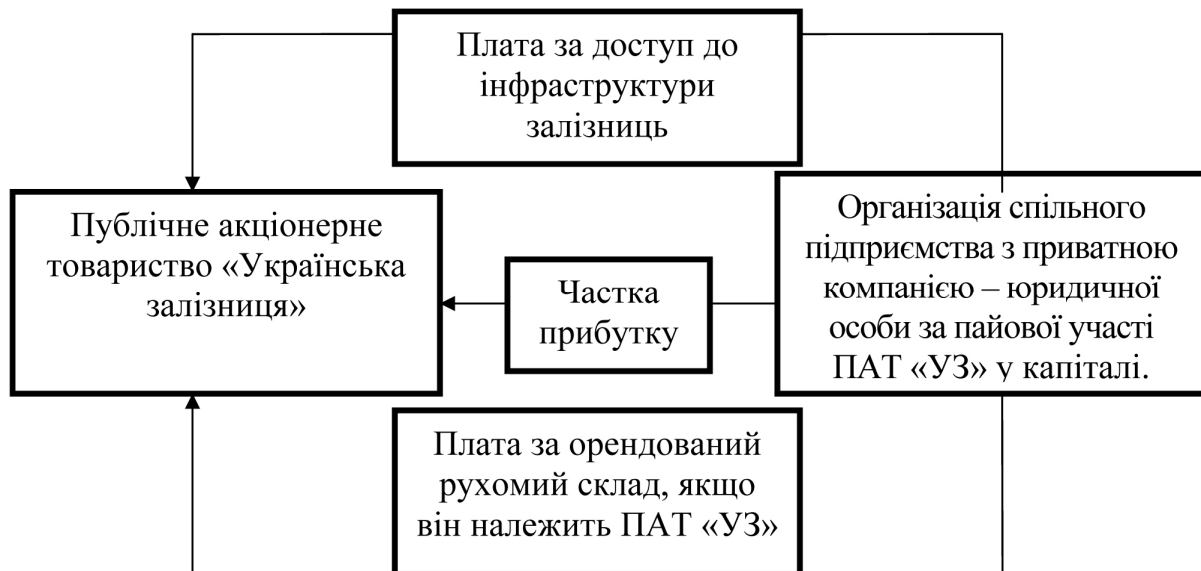 Плата за доступ до
інфраструктури
залізниць
Публічне акціонерне
товариство «Українська
залізниця»
Частка
прибутку
Організація спільного
підприємства з приватною
компанією – юридичної
особи за пайової участі
ПАТ «УЗ» у капіталі.
Плата за орендований
рухомий склад, якщо
він належить ПАТ «УЗ»